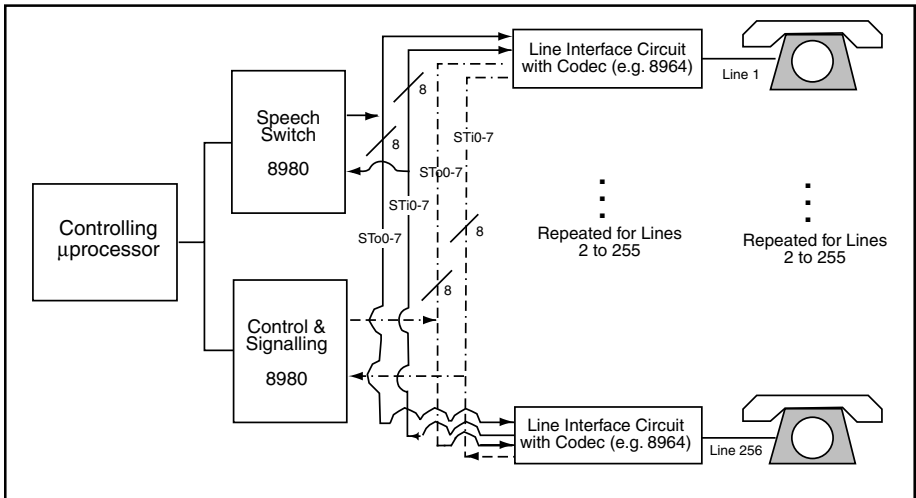 Line Interface Circuit
with Codec (e.g. 8964)
Line 1
8
Speech
Switch
8980
8
STi0-7
STo0-7
STi0-7
STo0-7
Controlling
μprocessor
8
Repeated for Lines
2 to 255
Repeated for Lines
2 to 255
8
Control &
Signalling
8980
Line Interface Circuit
with Codec (e.g. 8964)
Line 256